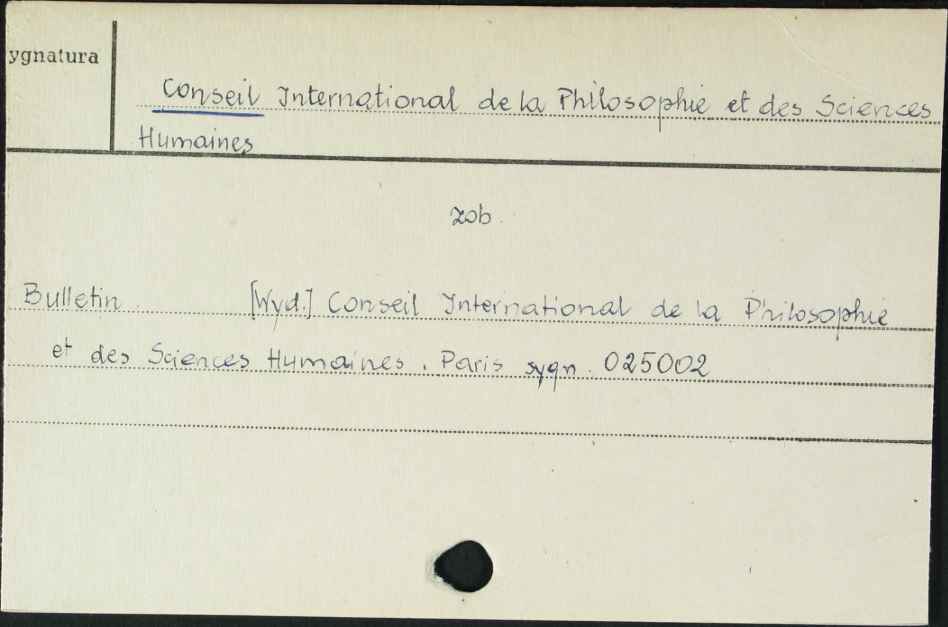 ygnatura
Conseil International de la Philosophie et des Sciences
Humaines
zob.
Bulletin [Wyd.] Conseil International de la Philosophie
et des Sciences Humaines. Paris sygn. 025002